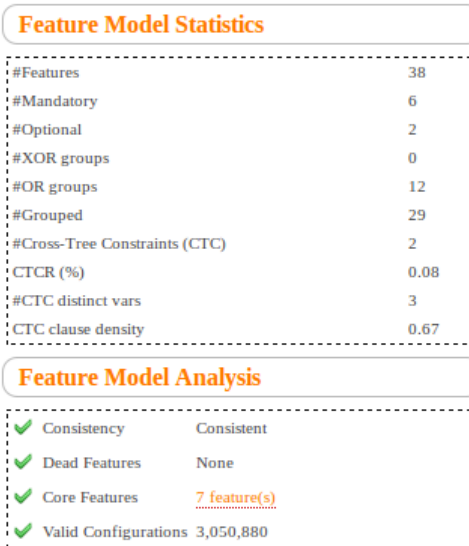 Feature Model Statistics
#Features 38
#Mandatory 6
#Optional 2
#XOR groups 0
#OR groups 12
#Grouped 29
#Cross-Tree Constraints (CTC) 2
CTCR (%) 0.08
#CTC distinct vars 3
CTC clause density 0.67
Feature Model Analysis
Consistency Consistent
Dead Features None
Core Features 7 feature(s)
Valid Configurations 3,050,880